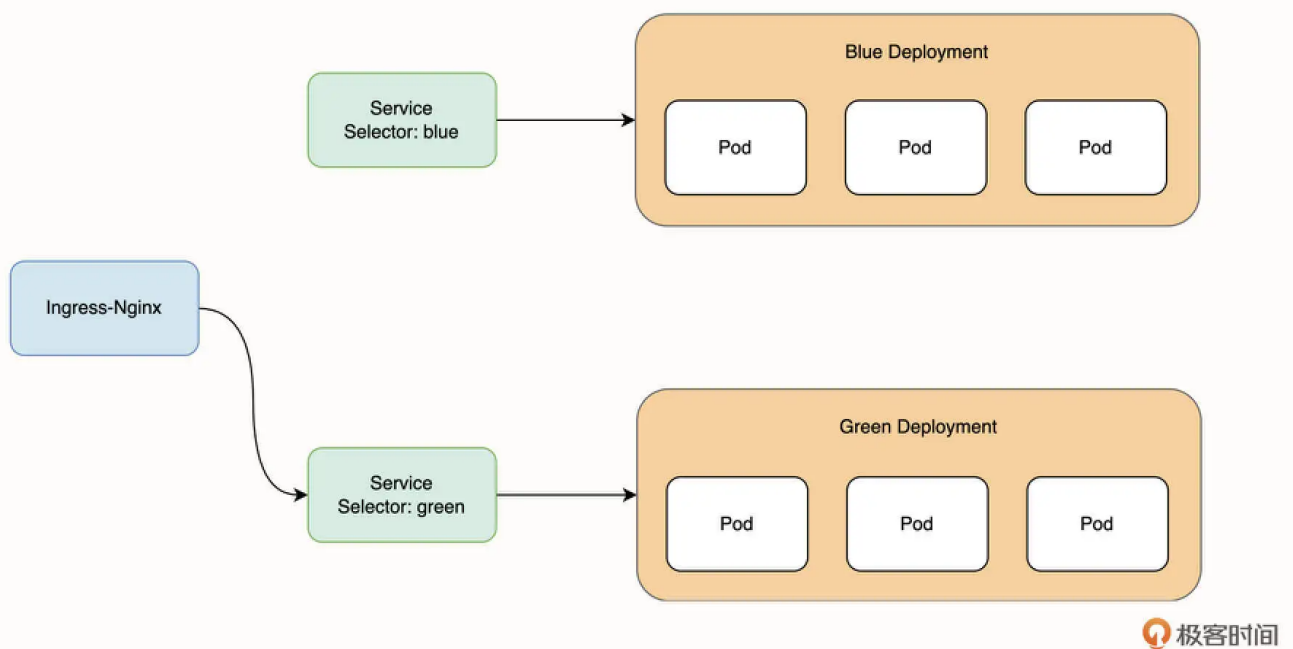 Blue Deployment
Service
Selector: blue
Pod
Pod
Pod
Ingress-Nginx
Green Deployment
Service
Selector: green
Pod
Pod
Pod
极客时间